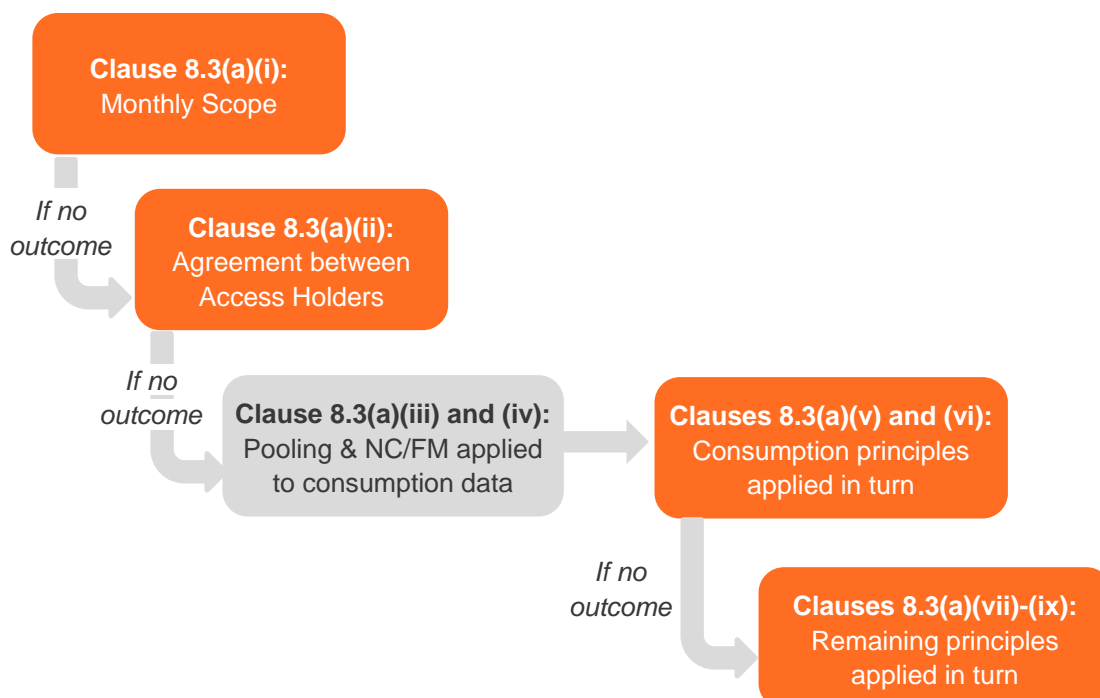 Clause 8.3(a)(i):
Monthly Scope
If no
outcome
Clause 8.3(a)(ii):
Agreement between
Access Holders
If no
outcome
Clause 8.3(a)(iii) and (iv):
Pooling & NC/FM applied
to consumption data
Clauses 8.3(a)(v) and (vi):
Consumption principles
applied in turn
If no
outcome
Clauses 8.3(a)(vii)-(ix):
Remaining principles
applied in turn